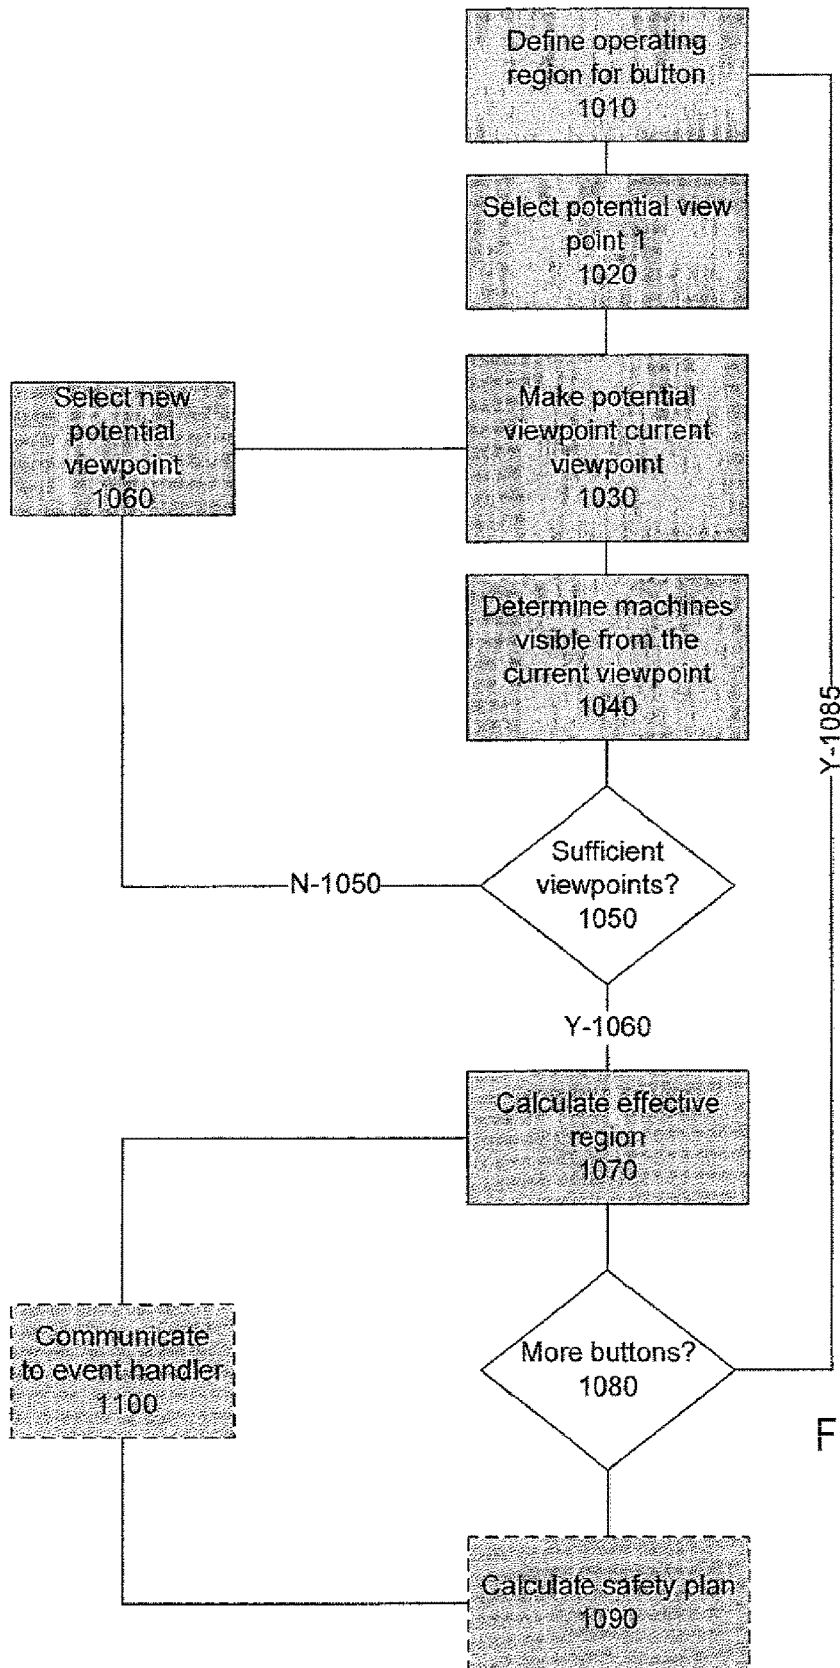 Define operating
region for button
1010
Select potential view
point 1
1020
Select new
potential
viewpoint
1060
Make potential
viewpoint current
viewpoint
1030
Determine machines
visible from the
current viewpoint
1040
Y-1085
Sufficient
viewpoints?
1050
N-1050
Y-1060
Calculate effective
region
1070
Communicate
to event handler
1100
More buttons?
1080
F
Calculate safety plan
1090